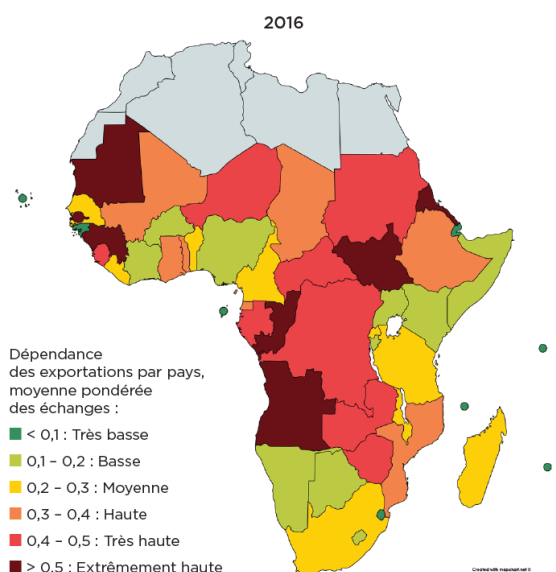 2016
Dépendance
des exportations par pays,
moyenne pondérée
des échanges :
< 0,1 : Très basse
0,1 – 0,2 : Basse
0,2 – 0,3 : Moyenne
0,3 – 0,4 : Haute
0,4 – 0,5 : Très haute
> 0,5 : Extrêmement haute
Created with mapchart.net ©